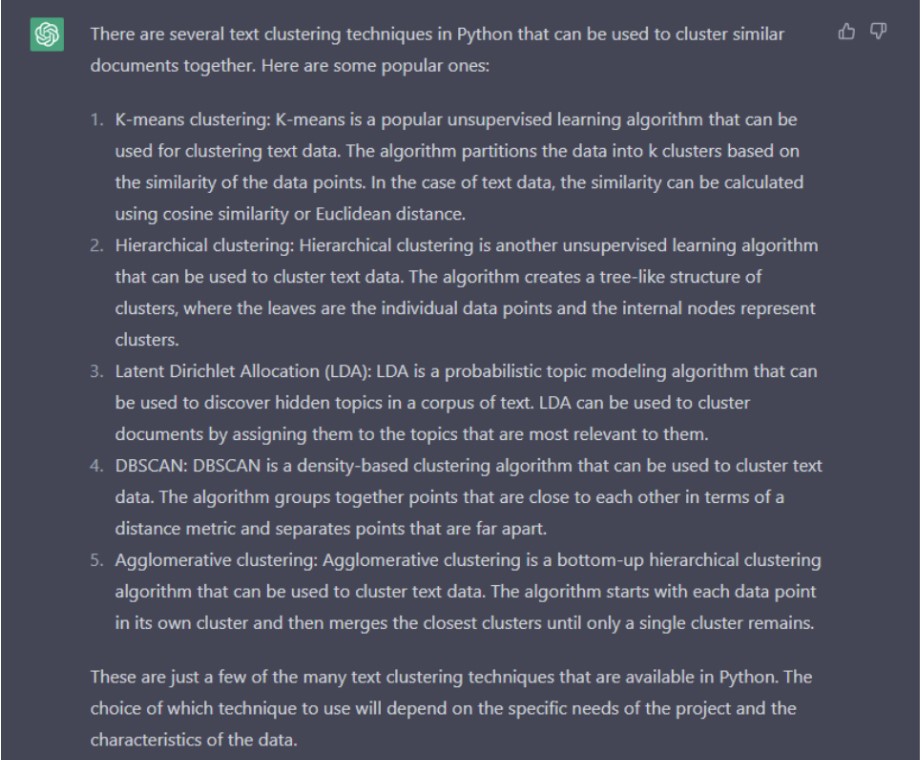 There are several text clustering techniques in Python that can be used to cluster similar
documents together. Here are some popular ones:
1. K-means clustering: K-means is a popular unsupervised learning algorithm that can be
used for clustering text data. The algorithm partitions the data into k clusters based on
the similarity of the data points. In the case of text data, the similarity can be calculated
using cosine similarity or Euclidean distance.
2. Hierarchical clustering: Hierarchical clustering is another unsupervised learning algorithm
that can be used to cluster text data. The algorithm creates a tree-like structure of
clusters, where the leaves are the individual data points and the internal nodes represent
clusters.
3. Latent Dirichlet Allocation (LDA): LDA is a probabilistic topic modeling algorithm that can
be used to discover hidden topics in a corpus of text. LDA can be used to cluster
documents by assigning them to the topics that are most relevant to them.
4. DBSCAN: DBSCAN is a density-based clustering algorithm that can be used to cluster text
data. The algorithm groups together points that are close to each other in terms of a
distance metric and separates points that are far apart.
5. Agglomerative clustering: Agglomerative clustering is a bottom-up hierarchical clustering
algorithm that can be used to cluster text data. The algorithm starts with each data point
in its own cluster and then merges the closest clusters until only a single cluster remains.
These are just a few of the many text clustering techniques that are available in Python. The
choice of which technique to use will depend on the specific needs of the project and the
characteristics of the data.